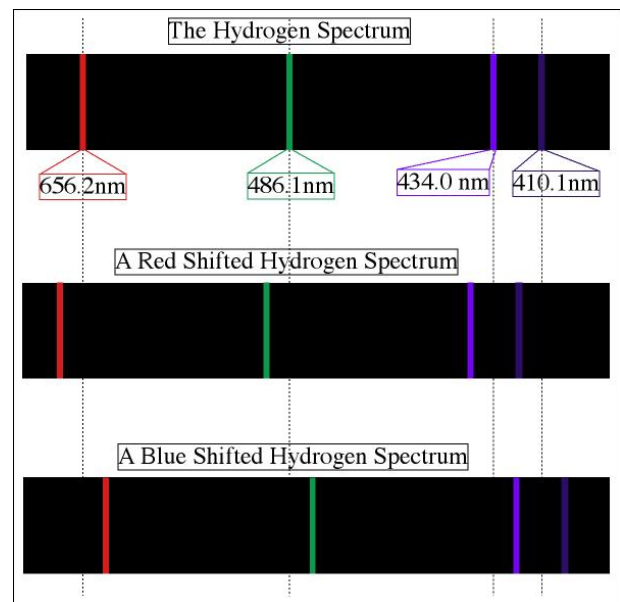 The Hydrogen Spectrum
656.2nm
486.1nm
434.0 nm
410.1nm
A Red Shifted Hydrogen Spectrum
A Blue Shifted Hydrogen Spectrum